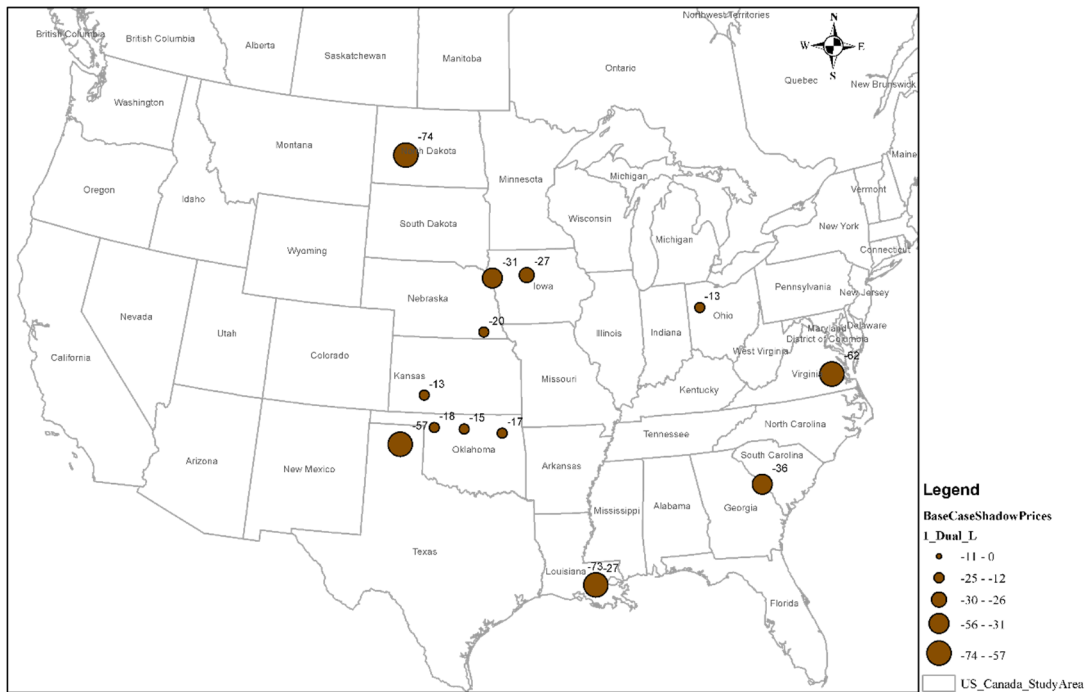 Northwest Territories
N
W E
S
British Columbia
British Columbia
Alberta
Saskatchewan
Manitoba
Ontario
Quebec
New Brunswick
Washington
Montana
-74
Dakota
Minnesota
Michigan
Maine
Oregon
Idaho
Wisconsin
Vermont
South Dakota
Michigan
New York
Wyoming
Connecticut
-31
-27
Iowa
Nebraska
Pennsylvania
New Jersey
-13
Ohio
Nevada
-20
Utah
Illinois
Indiana
Maryland
Delaware
District of Columbia
California
Colorado
West Virginia
-62
Kansas
Missouri
Virginia
-13
Kentucky
-18
-15
-17
-57
North Carolina
Tennessee
Oklahoma
Arizona
New Mexico
Arkansas
South Carolina
-36
Mississippi
Alabama
Georgia
Texas
Louisiana
-73
-27
Florida
Legend
BaseCaseShadowPrices
1_Dual_L
-11 - 0
-25 - -12
-30 - -26
-56 - -31
-74 - -57
US_Canada_StudyArea